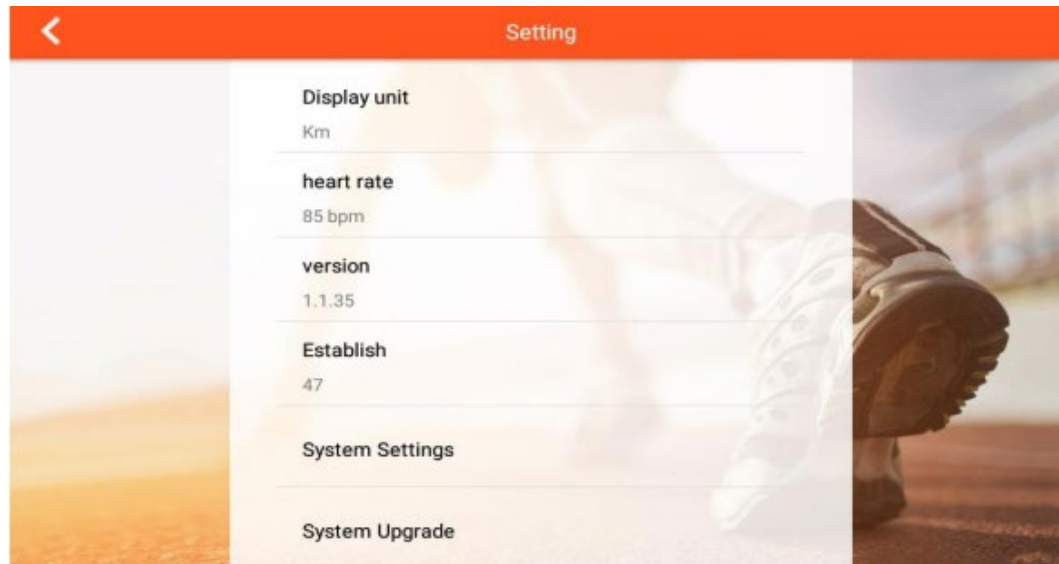 Setting
Display unit
Km
heart rate
85 bpm
version
1.1.35
Establish
47
System Settings
System Upgrade